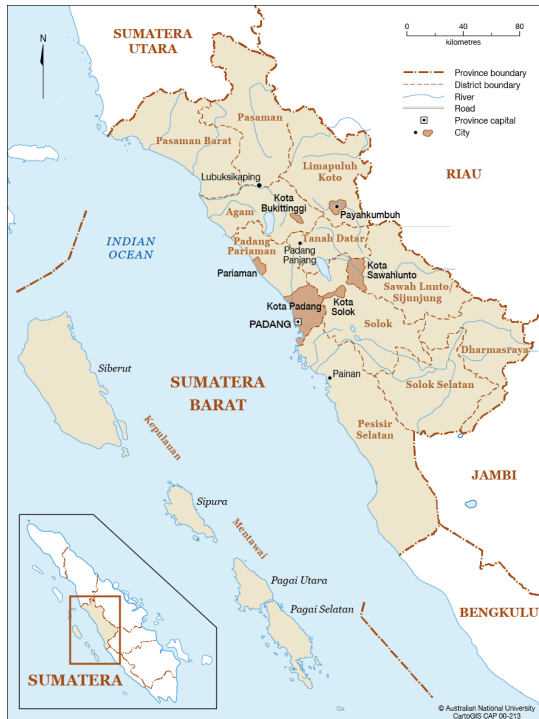 SUMATERA
UTARA
N
0
40
80
kilometres
Province boundary
District boundary
River
Road
Province capital
City
Pasaman
Pasaman Barat
Limapuluh
Koto
RIAU
Lubuksikaping
Kota
Bukittinggi
Payahkumbuh
Agam
INDIAN
OCEAN
Padang
Pariaman
Tanah Datar
Padang
Panjang
Kota
Sawahlunto
Pariaman
Sawah Lunto/
Sijunjung
Kota Padang
Kota
Solok
PADANG
Solok
Dharmasraya
Siberut
Painan
Solok Selatan
SUMATERA
BARAT
Pesisir
Selatan
Kepulauan
JAMBI
Sipura
Mentawai
Pagai Utara
Pagai Selatan
BENGKULU
SUMATERA
© Australian National University
CartoGIS CAP 00-213